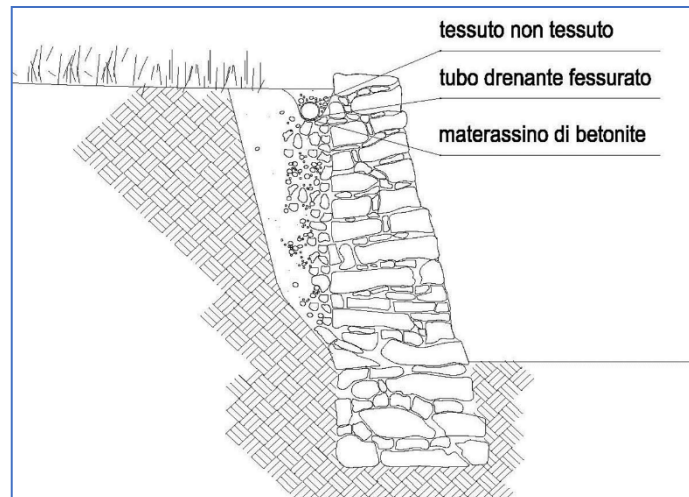 tessuto non tessuto
tubo drenante fessurato
materassino di betonite